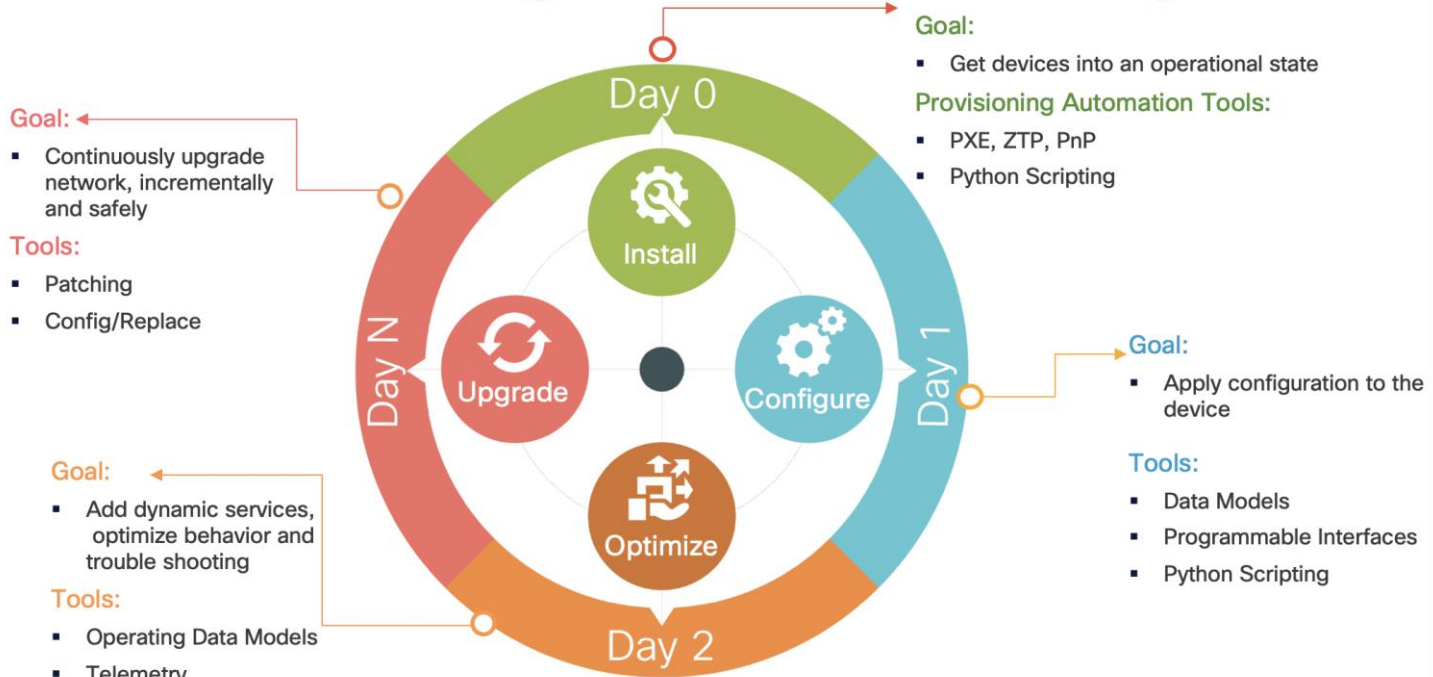 Goal:
▪ Get devices into an operational state
Provisioning Automation Tools:
▪ PXE, ZTP, PnP
▪ Python Scripting
Day 0
Install
Goal:
▪ Continuously upgrade
network, incrementally
and safely
Tools:
▪ Patching
▪ Config/Replace
Day N
Upgrade
Configure
Day 1
Goal:
▪ Apply configuration to the
device
Tools:
▪ Data Models
▪ Programmable Interfaces
▪ Python Scripting
Goal:
▪ Add dynamic services,
optimize behavior and
trouble shooting
Tools:
▪ Operating Data Models
▪ Telemetry
Optimize
Day 2